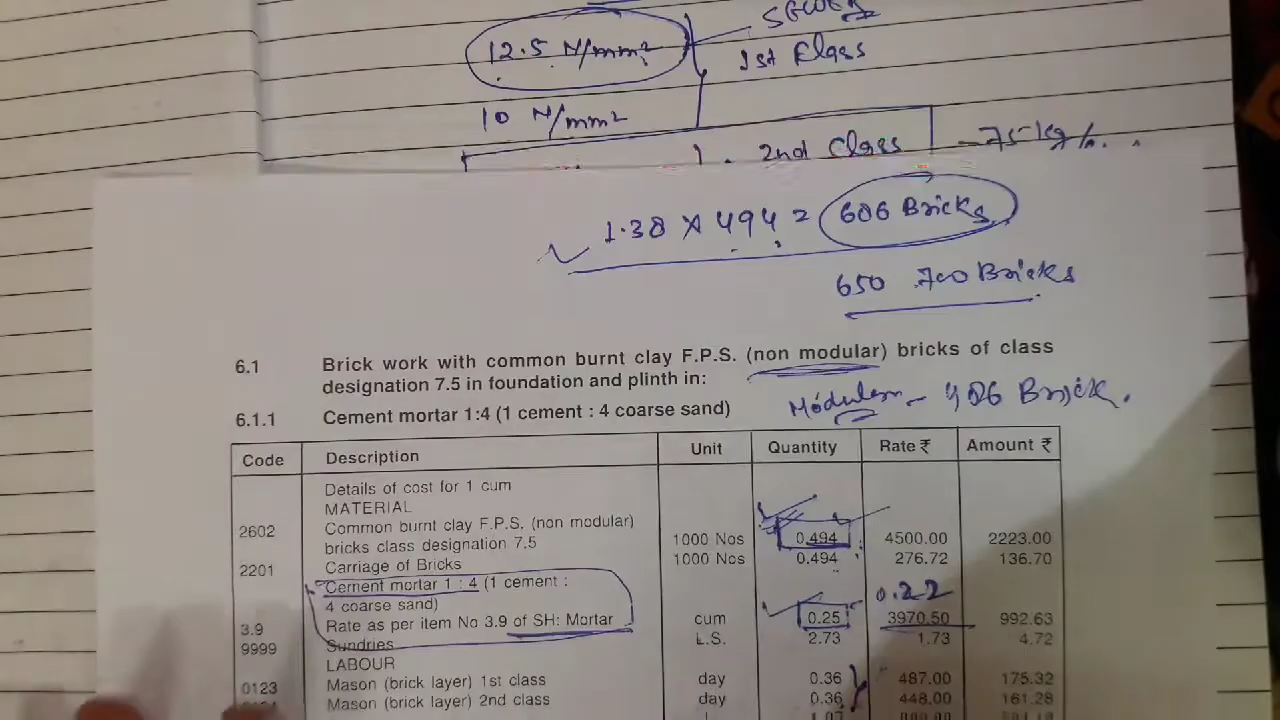 12.5 N/mm²
1st Class
10 N/mm²
2nd Class - 75 kg/
1.38 x 494 = 606 Bricks
650 700 Bricks
6.1 Brick work with common burnt clay F.P.S. (non modular) bricks of class
designation 7.5 in foundation and plinth in:
6.1.1 Cement mortar 1:4 (1 cement : 4 coarse sand)
Brick.
Code Description Unit Quantity Rate ₹ Amount ₹
Details of cost for 1 cum
MATERIAL
2602 Common burnt clay F.P.S. (non modular)
bricks class designation 7.5 1000 Nos 0.494 4500.00 2223.00
2201 Carriage of Bricks 1000 Nos 0.494 276.72 136.70
Cement mortar 1 : 4 (1 cement :
4 coarse sand) 0.22
3.9 Rate as per item No 3.9 of SH: Mortar cum 0.25 3970.50 992.63
9999 Sundries L.S. 2.73 1.73 4.72
LABOUR
0123 Mason (brick layer) 1st class day 0.36 487.00 175.32
Mason (brick layer) 2nd class day 0.36 448.00 161.28